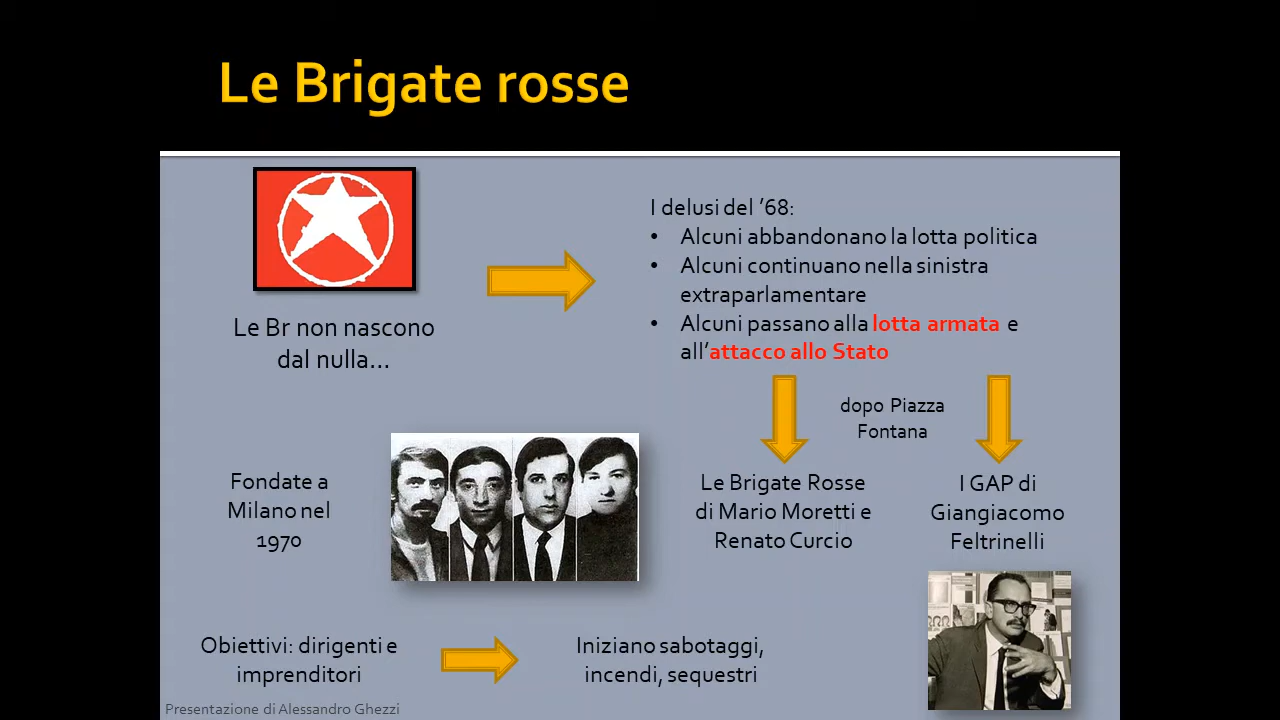 Le Brigate rosse
Le Br non nascono
dal nulla...
I delusi del ’68:
• Alcuni abbandonano la lotta politica
• Alcuni continuano nella sinistra
extraparlamentare
• Alcuni passano alla lotta armata e
all’attacco allo Stato
dopo Piazza
Fontana
Fondate a
Milano nel
1970
Le Brigate Rosse
di Mario Moretti e
Renato Curcio
I GAP di
Giangiacomo
Feltrinelli
Obiettivi: dirigenti e
imprenditori
Iniziano sabotaggi,
incendi, sequestri
Presentazione di Alessandro Ghezzi